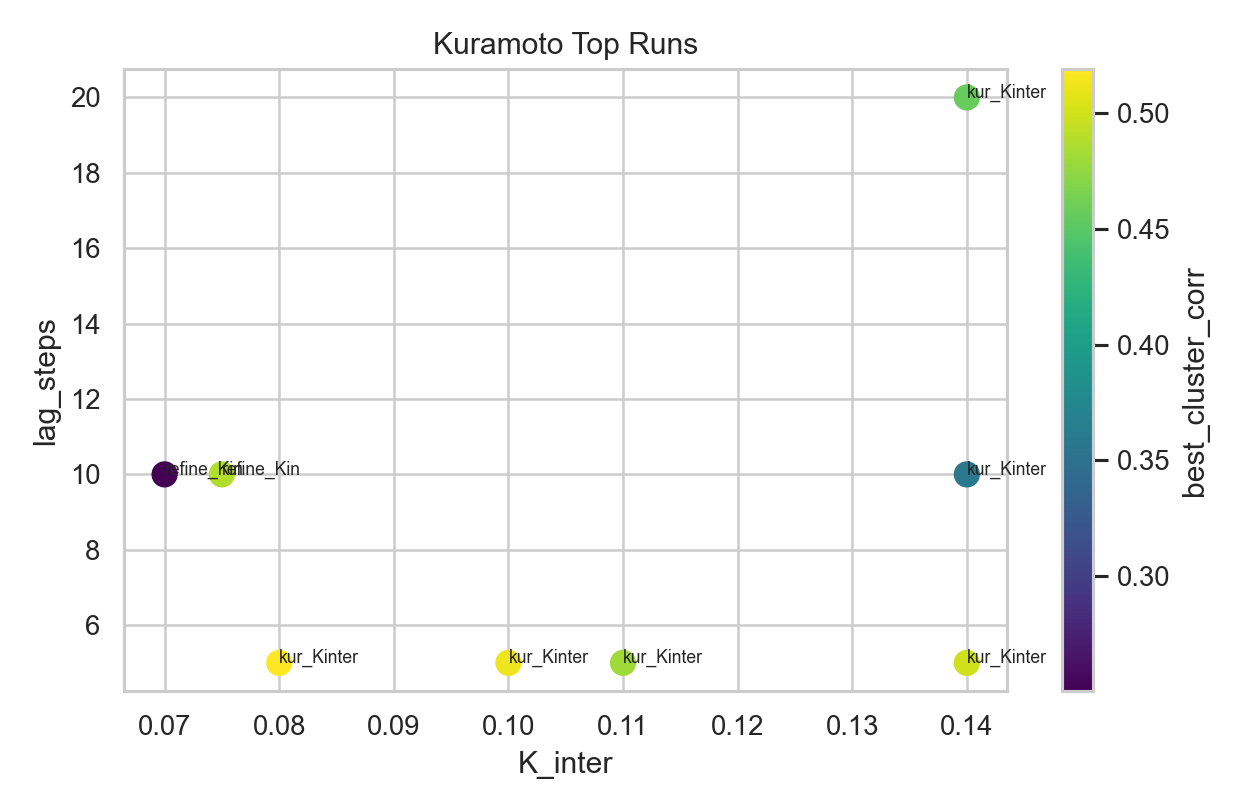 Kuramoto Top Runs
20
18
16
14
12
10
8
6
lag_steps
kur_Kinter
refine_Kin
refine_Kin
kur_Kinter
kur_Kinter
kur_Kinter
kur_Kinter
kur_Kinter
0.07
0.08
0.09
0.10
0.11
0.12
0.13
0.14
K_inter
0.50
0.45
0.40
0.35
0.30
best_cluster_corr